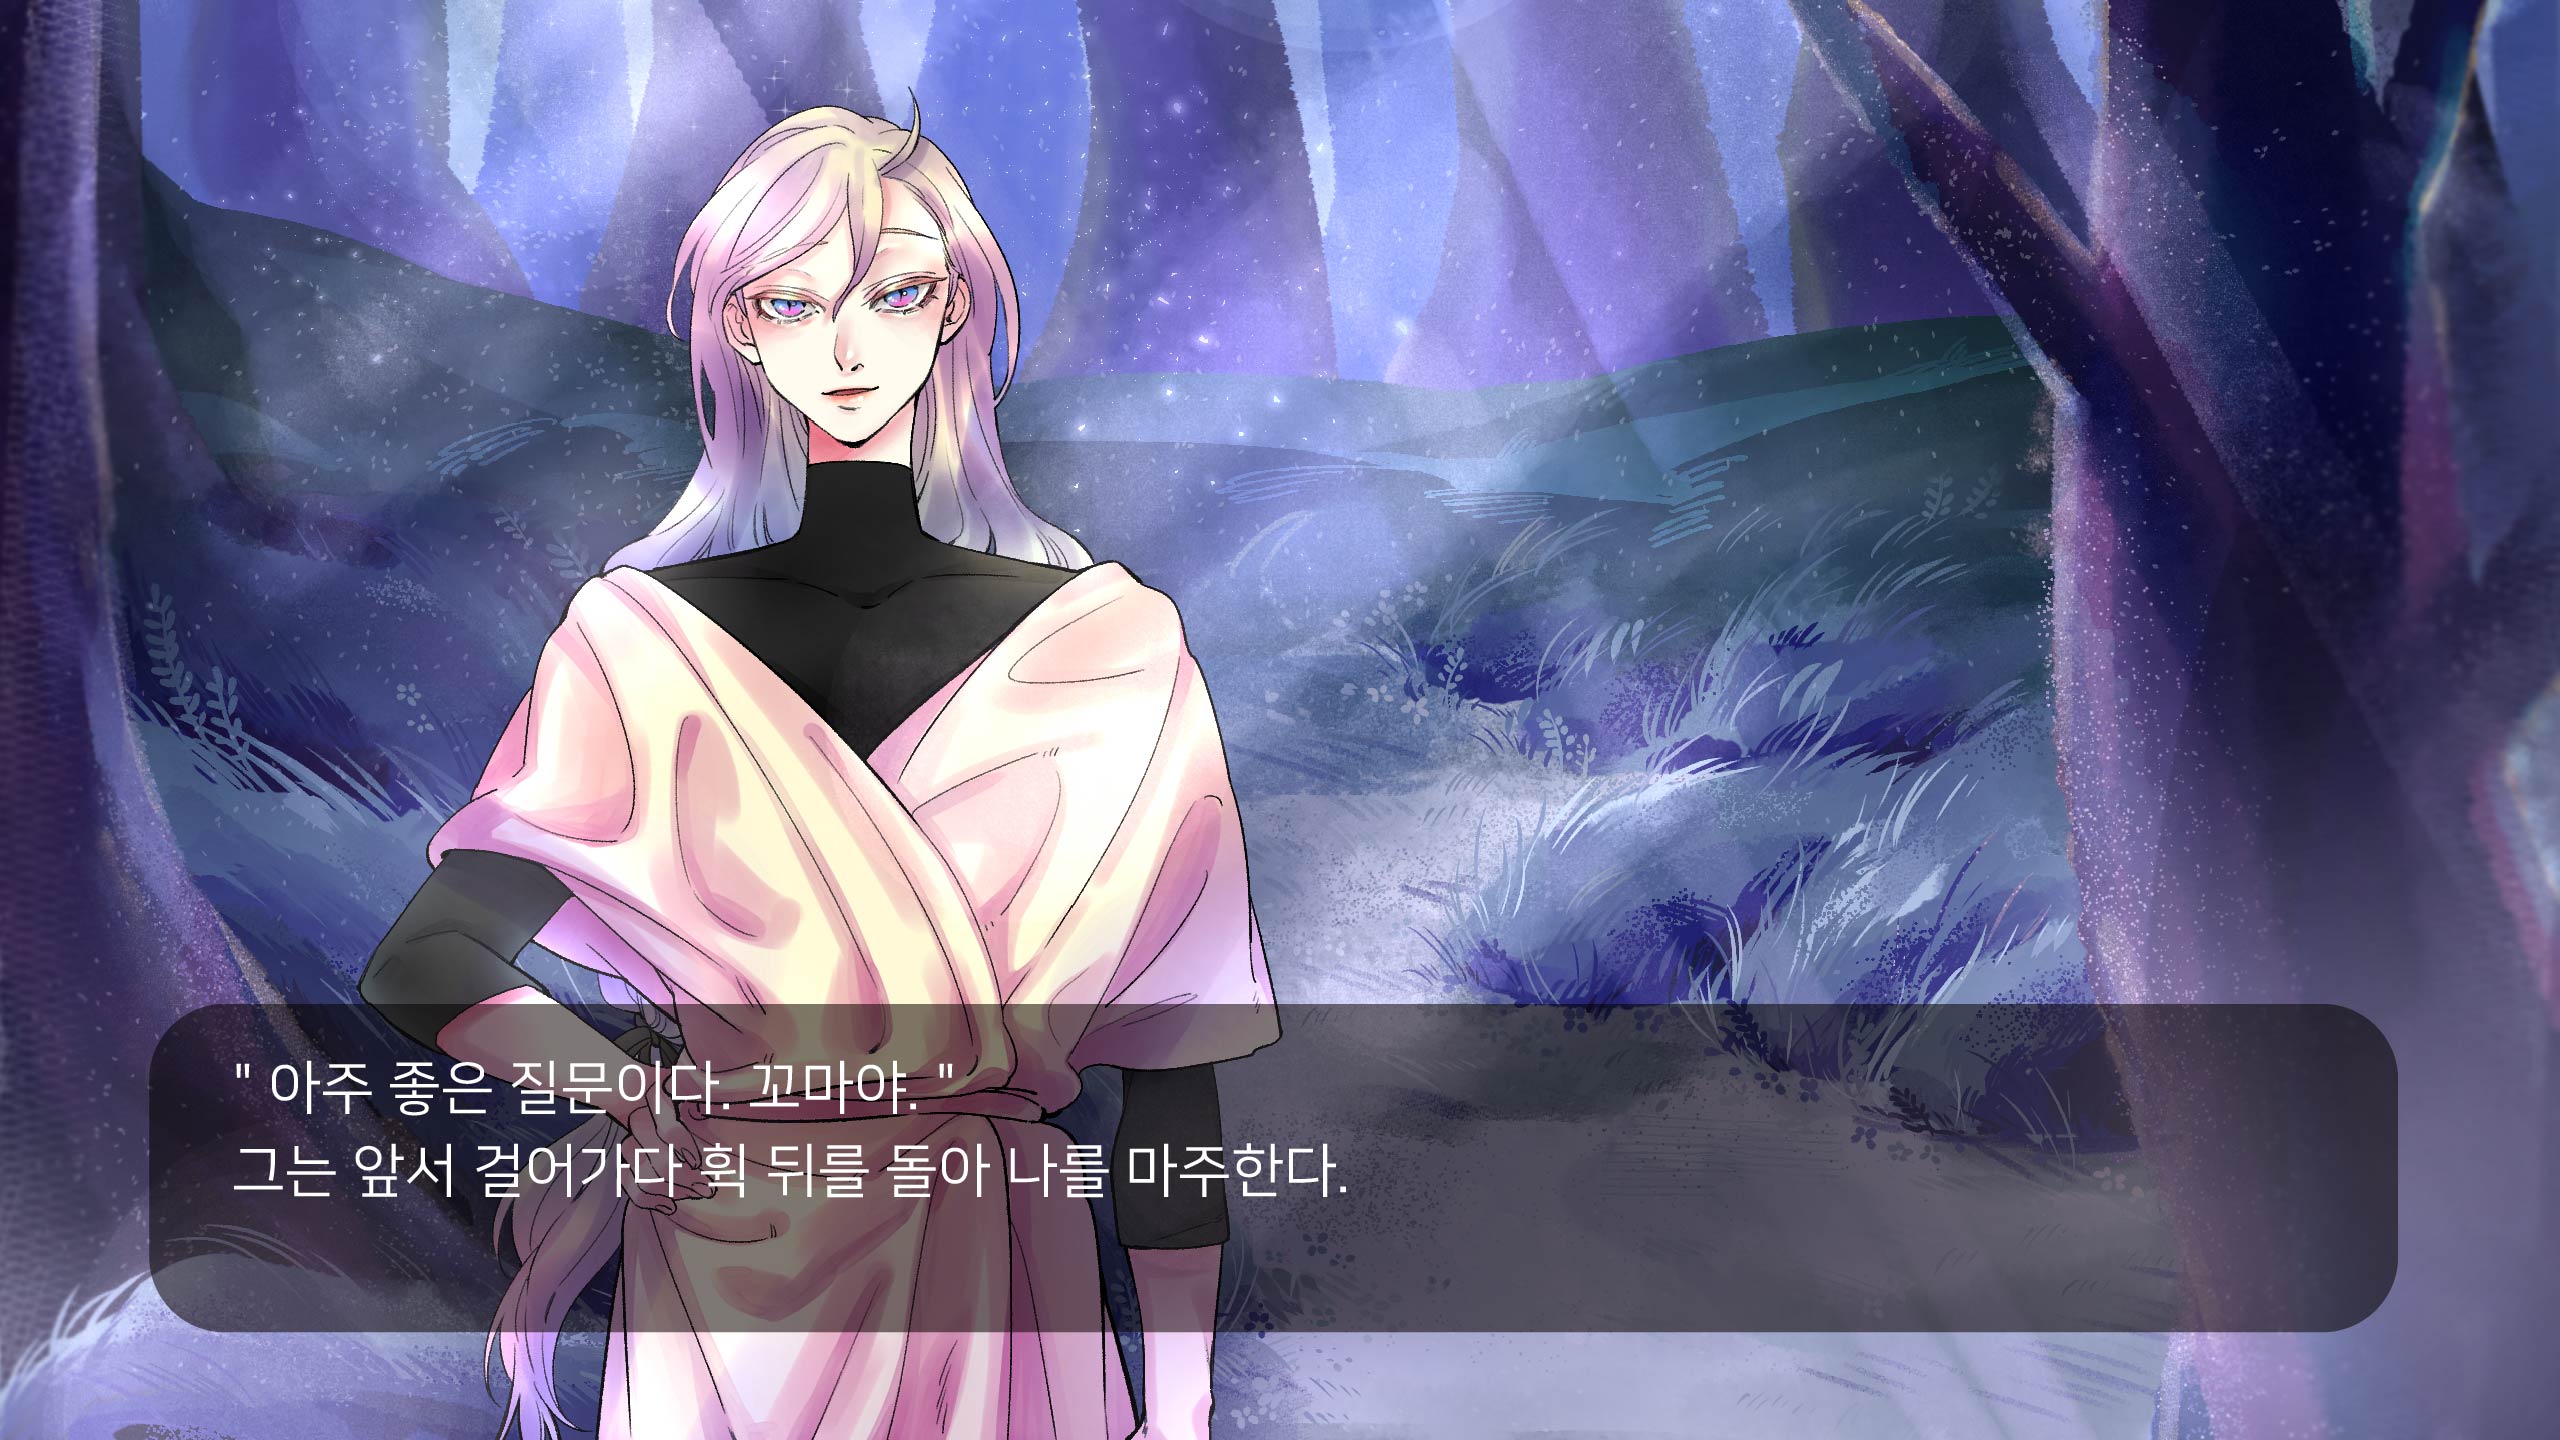 " 아주 좋은 질문이다. 꼬마야. "
그는 앞서 걸어가다 휙 뒤를 돌아 나를 마주한다.